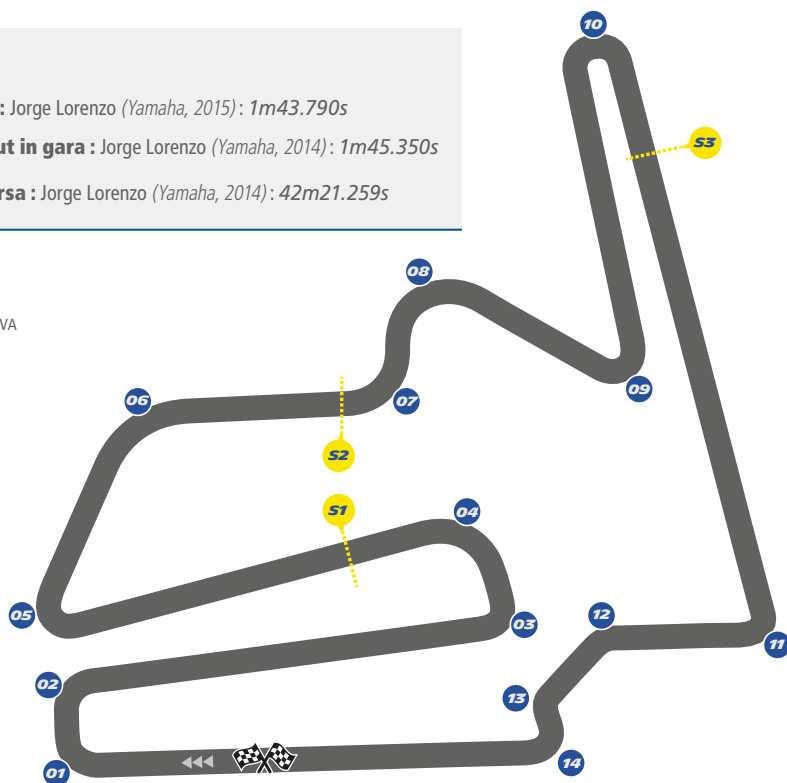 : Jorge Lorenzo (Yamaha, 2015) : 1m43.790s
ut in gara : Jorge Lorenzo (Yamaha, 2014) : 1m45.350s
rsa : Jorge Lorenzo (Yamaha, 2014) : 42m21.259s
VA
10
S3
08
06
07
09
S2
S1
04
05
03
12
11
02
13
14
01